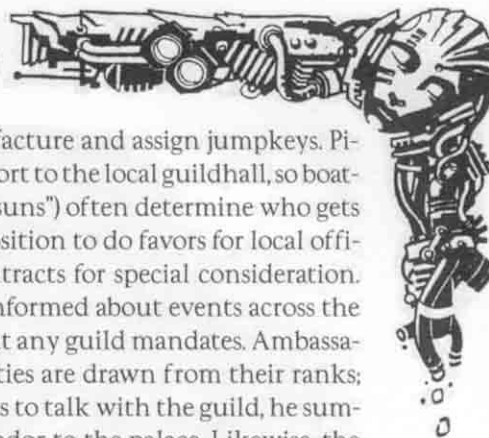 facture and assign jumpkeys. Pi-
ort to the local guildhall, so boat-
suns") often determine who gets
sition to do favors for local offi-
tracts for special consideration.
nformed about events across the
t any guild mandates. Ambassa-
ties are drawn from their ranks;
s to talk with the guild, he sum-
dor to the palace. Likewise, the